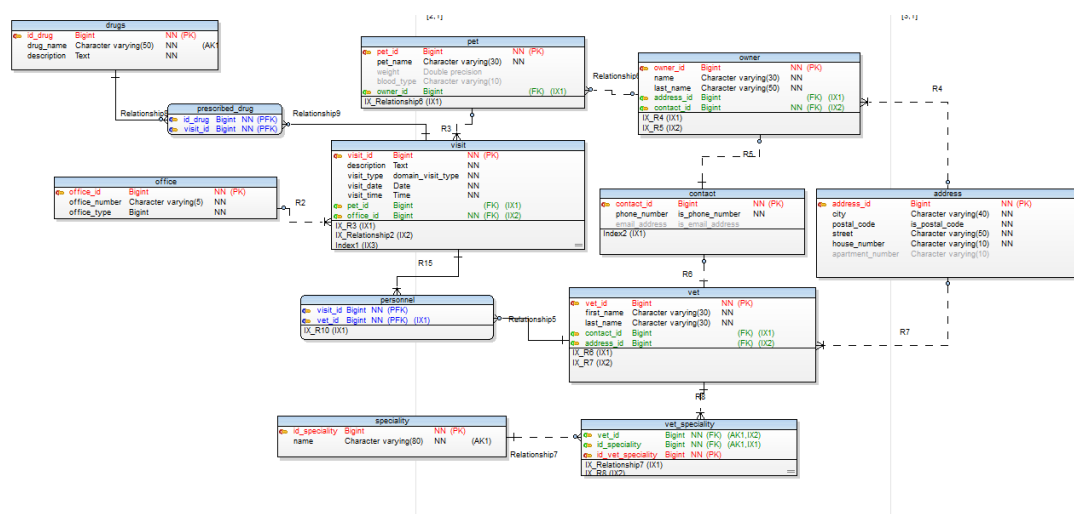 [2,1]
[3,1]
drugs
id_drug Bigint NN (PK)
drug_name Character varying(50) NN (AK1
description Text NN
pet
pet_id Bigint NN (PK)
pet_name Character varying(30) NN
weight Double precision
blood_type Character varying(10)
owner_id Bigint (FK) (IX1)
IX_Relationship6 (IX1)
owner
owner_id Bigint NN (PK)
name Character varying(30) NN
last_name Character varying(50) NN
address_id Bigint (FK) (IX1)
contact_id Bigint NN (FK) (IX2)
IX_R4 (IX1)
IX_R5 (IX2)
Relationship
R4
prescribed_drug
id_drug Bigint NN (PFK)
visit_id Bigint NN (PFK)
Relationship
Relationship9
R3
visit
visit_id Bigint NN (PK)
description Text NN
visit_type domain_visit_type NN
visit_date Date NN
visit_time Time NN
pet_id Bigint NN (FK) (IX1)
office_id Bigint NN (FK) (IX2)
IX_R3 (IX1)
IX_Relationship2 (IX2)
Index1 (IX3)
R5
office
office_id Bigint NN (PK)
office_number Character varying(5) NN
office_type Bigint NN
R2
contact
contact_id Bigint NN (PK)
phone_number is_phone_number NN
email_address is_email_address
Index2 (IX1)
address
address_id Bigint NN (PK)
city Character varying(40) NN
postal_code is_postal_code NN
street Character varying(50) NN
house_number Character varying(10) NN
apartment_number Character varying(10)
R15
R6
personnel
visit_id Bigint NN (PFK)
vet_id Bigint NN (PFK) (IX1)
IX_R10 (IX1)
Relationship5
vet
vet_id Bigint NN (PK)
first_name Character varying(30) NN
last_name Character varying(30) NN
contact_id Bigint (FK) (IX1)
address_id Bigint (FK) (IX2)
IX_R6 (IX1)
IX_R7 (IX2)
R7
R8
speciality
id_speciality Bigint NN (PK)
name Character varying(80) NN (AK1)
Relationship7
vet_speciality
vet_id Bigint NN (FK) (AK1,IX2)
id_speciality Bigint NN (FK) (AK1,IX1)
id_vet_speciality Bigint NN (PK)
IX_Relationship7 (IX1)
IX_R8 (IX2)